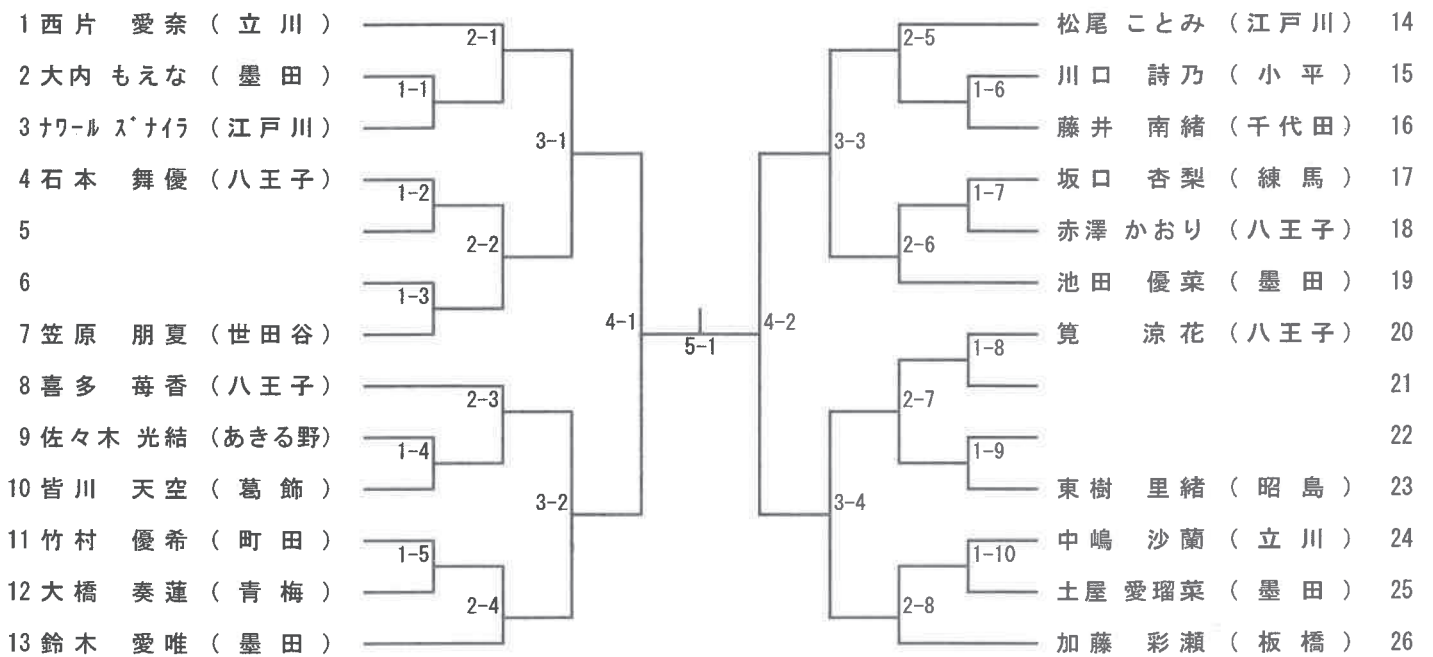 1 西片 愛奈 ( 立 川 ) 2-1 2-5 松尾 ことみ (江戸川) 14
2 大内 もえな ( 墨 田 ) 1-1 1-6 川口 詩乃 ( 小 平 ) 15
3 ナワール ズナイラ (江戸川) 藤井 南緒 (千代田) 16
3-1 3-3
4 石本 舞優 (八王子) 1-2 1-7 坂口 杏梨 ( 練 馬 ) 17
5 2-2 2-6 赤澤 かおり (八王子) 18
6 1-3 池田 優菜 ( 墨 田 ) 19
4-1 5-1 4-2
7 笠原 朋夏 (世田谷) 1-8 筧 涼花 (八王子) 20
8 喜多 苺香 (八王子) 2-3 2-7 21
9 佐々木 光結 (あきる野) 1-4 1-9 22
10 皆川 天空 ( 葛 飾 ) 東樹 里緒 ( 昭 島 ) 23
3-2 3-4
11 竹村 優希 ( 町 田 ) 1-5 1-10 中嶋 沙蘭 ( 立 川 ) 24
12 大橋 奏蓮 ( 青 梅 ) 2-4 2-8 土屋 愛瑠菜 ( 墨 田 ) 25
13 鈴木 愛唯 ( 墨 田 ) 加藤 彩瀬 ( 板 橋 ) 26